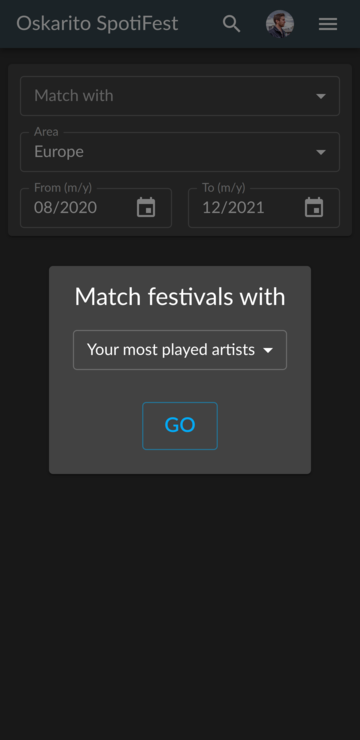 Oskarito SpotiFest
Match with
Area
Europe
From (m/y)
To (m/y)
08/2020
12/2021
Match festivals with
Your most played artists
GO